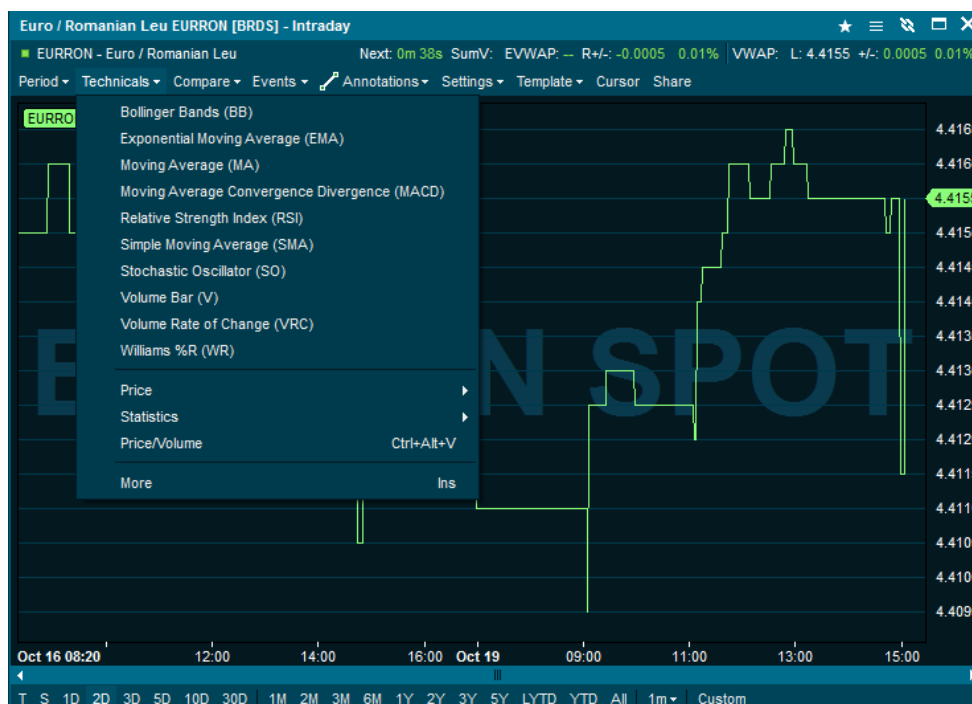 Euro / Romanian Leu EURRON [BRDS] - Intraday
EURRON - Euro / Romanian Leu Next: 0m 38s SumV: EVWAP: -- R+/-: -0.0005 0.01% VWAP: L: 4.4155 +/-: 0.0005 0.01%
Period Technicals Compare Events Annotations Settings Template Cursor Share
Bollinger Bands (BB)
Exponential Moving Average (EMA)
Moving Average (MA)
Moving Average Convergence Divergence (MACD)
Relative Strength Index (RSI)
Simple Moving Average (SMA)
Stochastic Oscillator (SO)
Volume Bar (V)
Volume Rate of Change (VRC)
Williams %R (WR)
Price
Statistics
Price/Volume Ctrl+Alt+V
More Ins
EURRO
SPOT
4.416
4.416
4.4155
4.415
4.414
4.414
4.413
4.413
4.412
4.412
4.411
4.411
4.410
4.410
4.409
Oct 16 08:20 12:00 14:00 16:00 Oct 19 09:00 11:00 13:00 15:00
T S 1D 2D 3D 5D 10D 30D 1M 2M 3M 6M 1Y 2Y 3Y 5Y LYTD YTD All 1m Custom